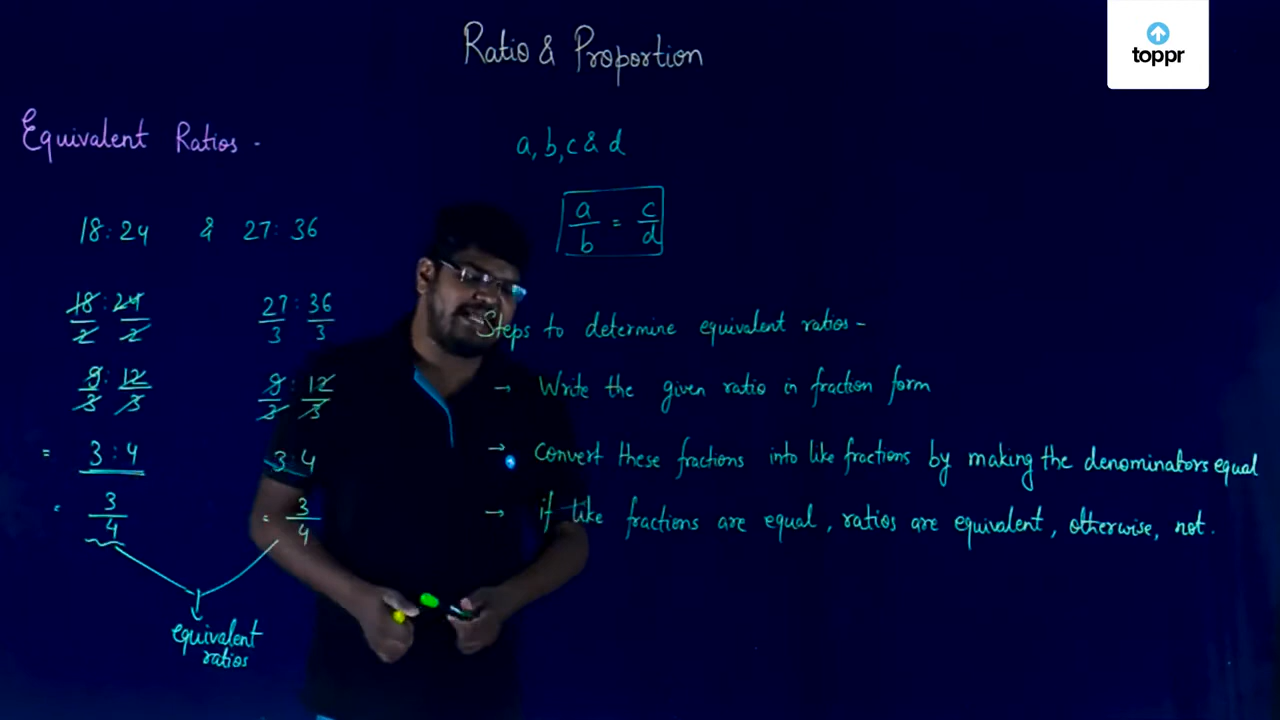 Ratio & Proportion
toppr
Equivalent Ratios -
18:24 & 27:36
18/2 : 24/2
27/3 : 36/3
9/3 : 12/3
9/3 : 12/3
= 3:4
3:4
= 3/4
= 3/4
equivalent
ratios
a, b, c & d
a/b = c/d
Steps to determine equivalent ratios -
→ Write the given ratio in fraction form
→ convert these fractions into like fractions by making the denominators equal
→ if like fractions are equal, ratios are equivalent, otherwise, not.